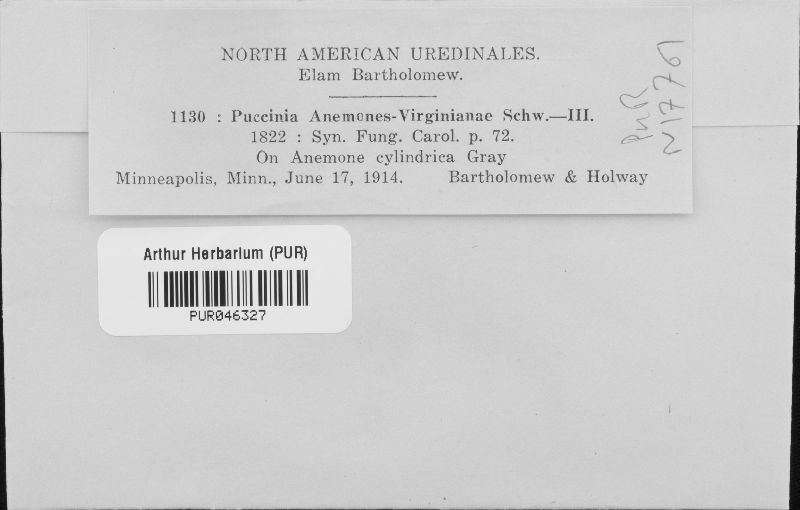 NORTH AMERICAN UREDINALES.
Elam Bartholomew.
1130 : Puccinia Anemones-Virginianae Schw.—III.
1822 : Syn. Fung. Carol. p. 72.
On Anemone cylindrica Gray
Minneapolis, Minn., June 17, 1914. Bartholomew & Holway
PUR
N1776
Arthur Herbarium (PUR)
PUR046327